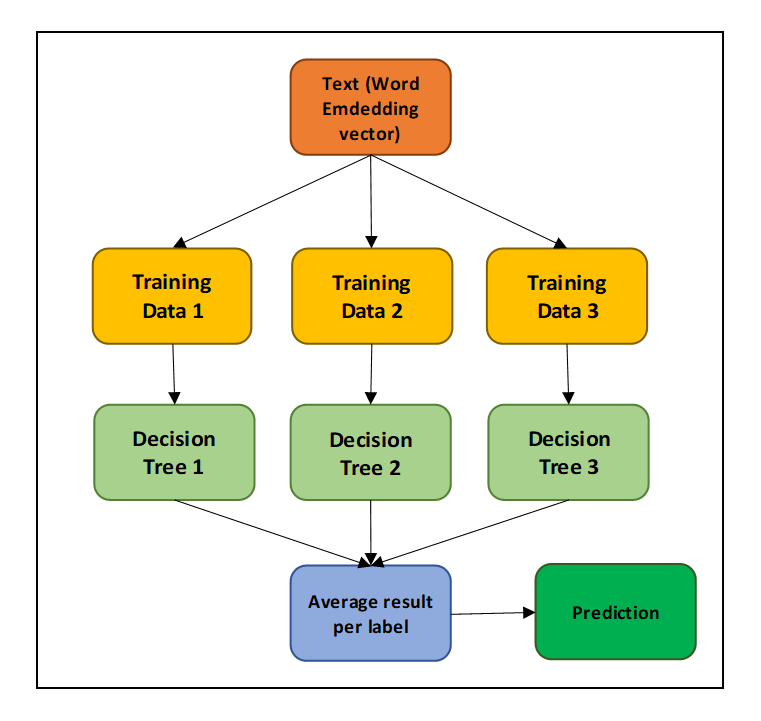 Text (Word
Emdedding
vector)
Training
Data 1
Training
Data 2
Training
Data 3
Decision
Tree 1
Decision
Tree 2
Decision
Tree 3
Average result
per label
Prediction